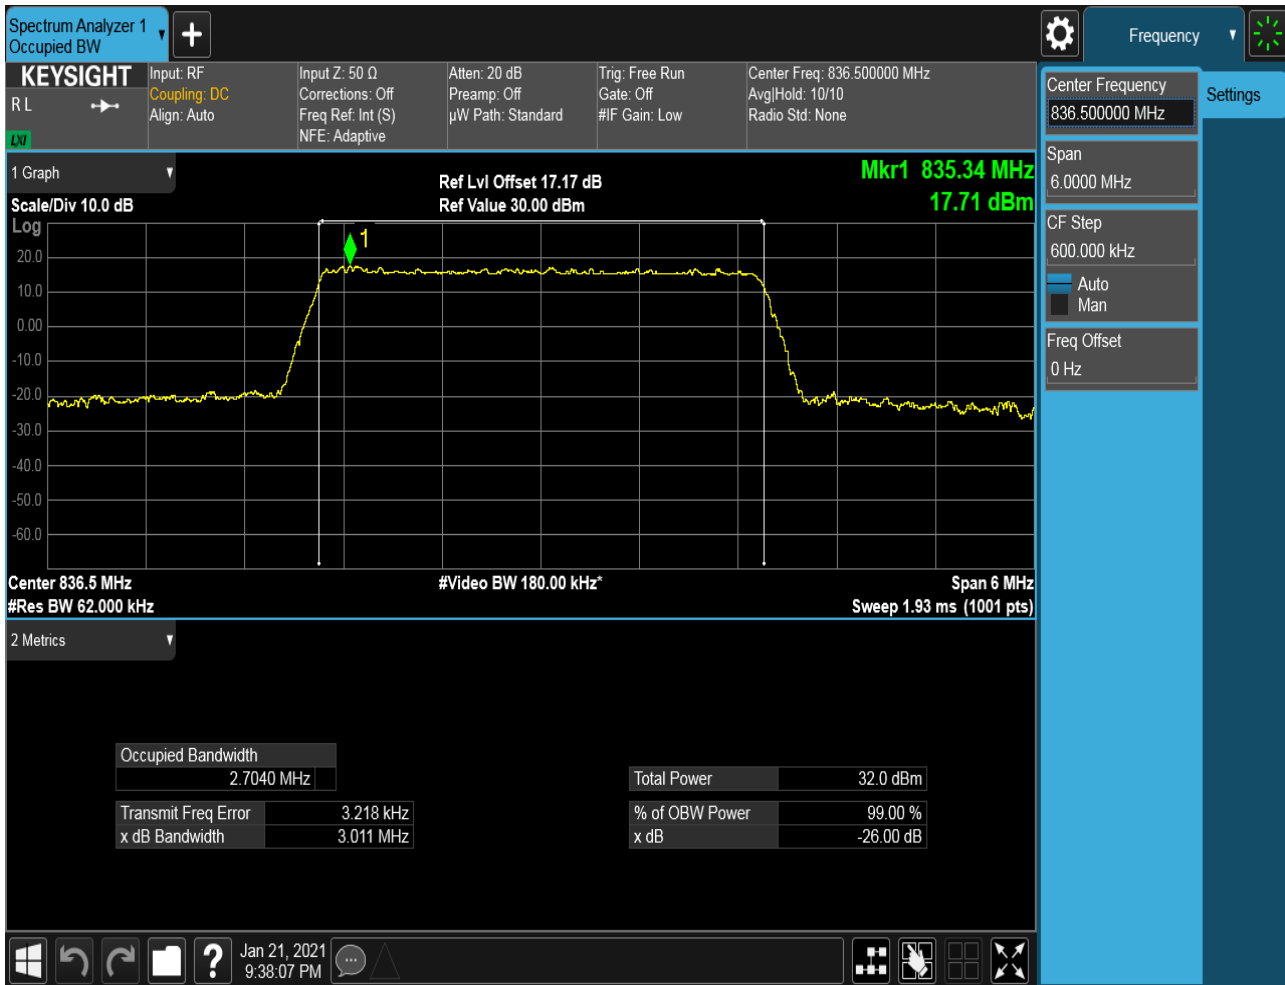 Spectrum Analyzer 1
Occupied BW
Frequency
KEYSIGHT
R L
LXI
Input: RF
Coupling: DC
Align: Auto
Input Z: 50 Ω
Corrections: Off
Freq Ref: Int (S)
NFE: Adaptive
Atten: 20 dB
Preamp: Off
µW Path: Standard
Trig: Free Run
Gate: Off
#IF Gain: Low
Center Freq: 836.500000 MHz
Avg|Hold: 10/10
Radio Std: None
Center Frequency
836.500000 MHz
Settings
Span
6.0000 MHz
CF Step
600.000 kHz
Auto
Man
Freq Offset
0 Hz
1 Graph
Scale/Div 10.0 dB
Ref Lvl Offset 17.17 dB
Ref Value 30.00 dBm
Mkr1 835.34 MHz
17.71 dBm
Log
1
20.0
10.0
0.00
-10.0
-20.0
-30.0
-40.0
-50.0
-60.0
Center 836.5 MHz
#Video BW 180.00 kHz*
Span 6 MHz
#Res BW 62.000 kHz
Sweep 1.93 ms (1001 pts)
2 Metrics
Occupied Bandwidth
2.7040 MHz
Total Power 32.0 dBm
Transmit Freq Error 3.218 kHz
% of OBW Power 99.00 %
x dB Bandwidth 3.011 MHz
x dB -26.00 dB
?
Jan 21, 2021
9:38:07 PM